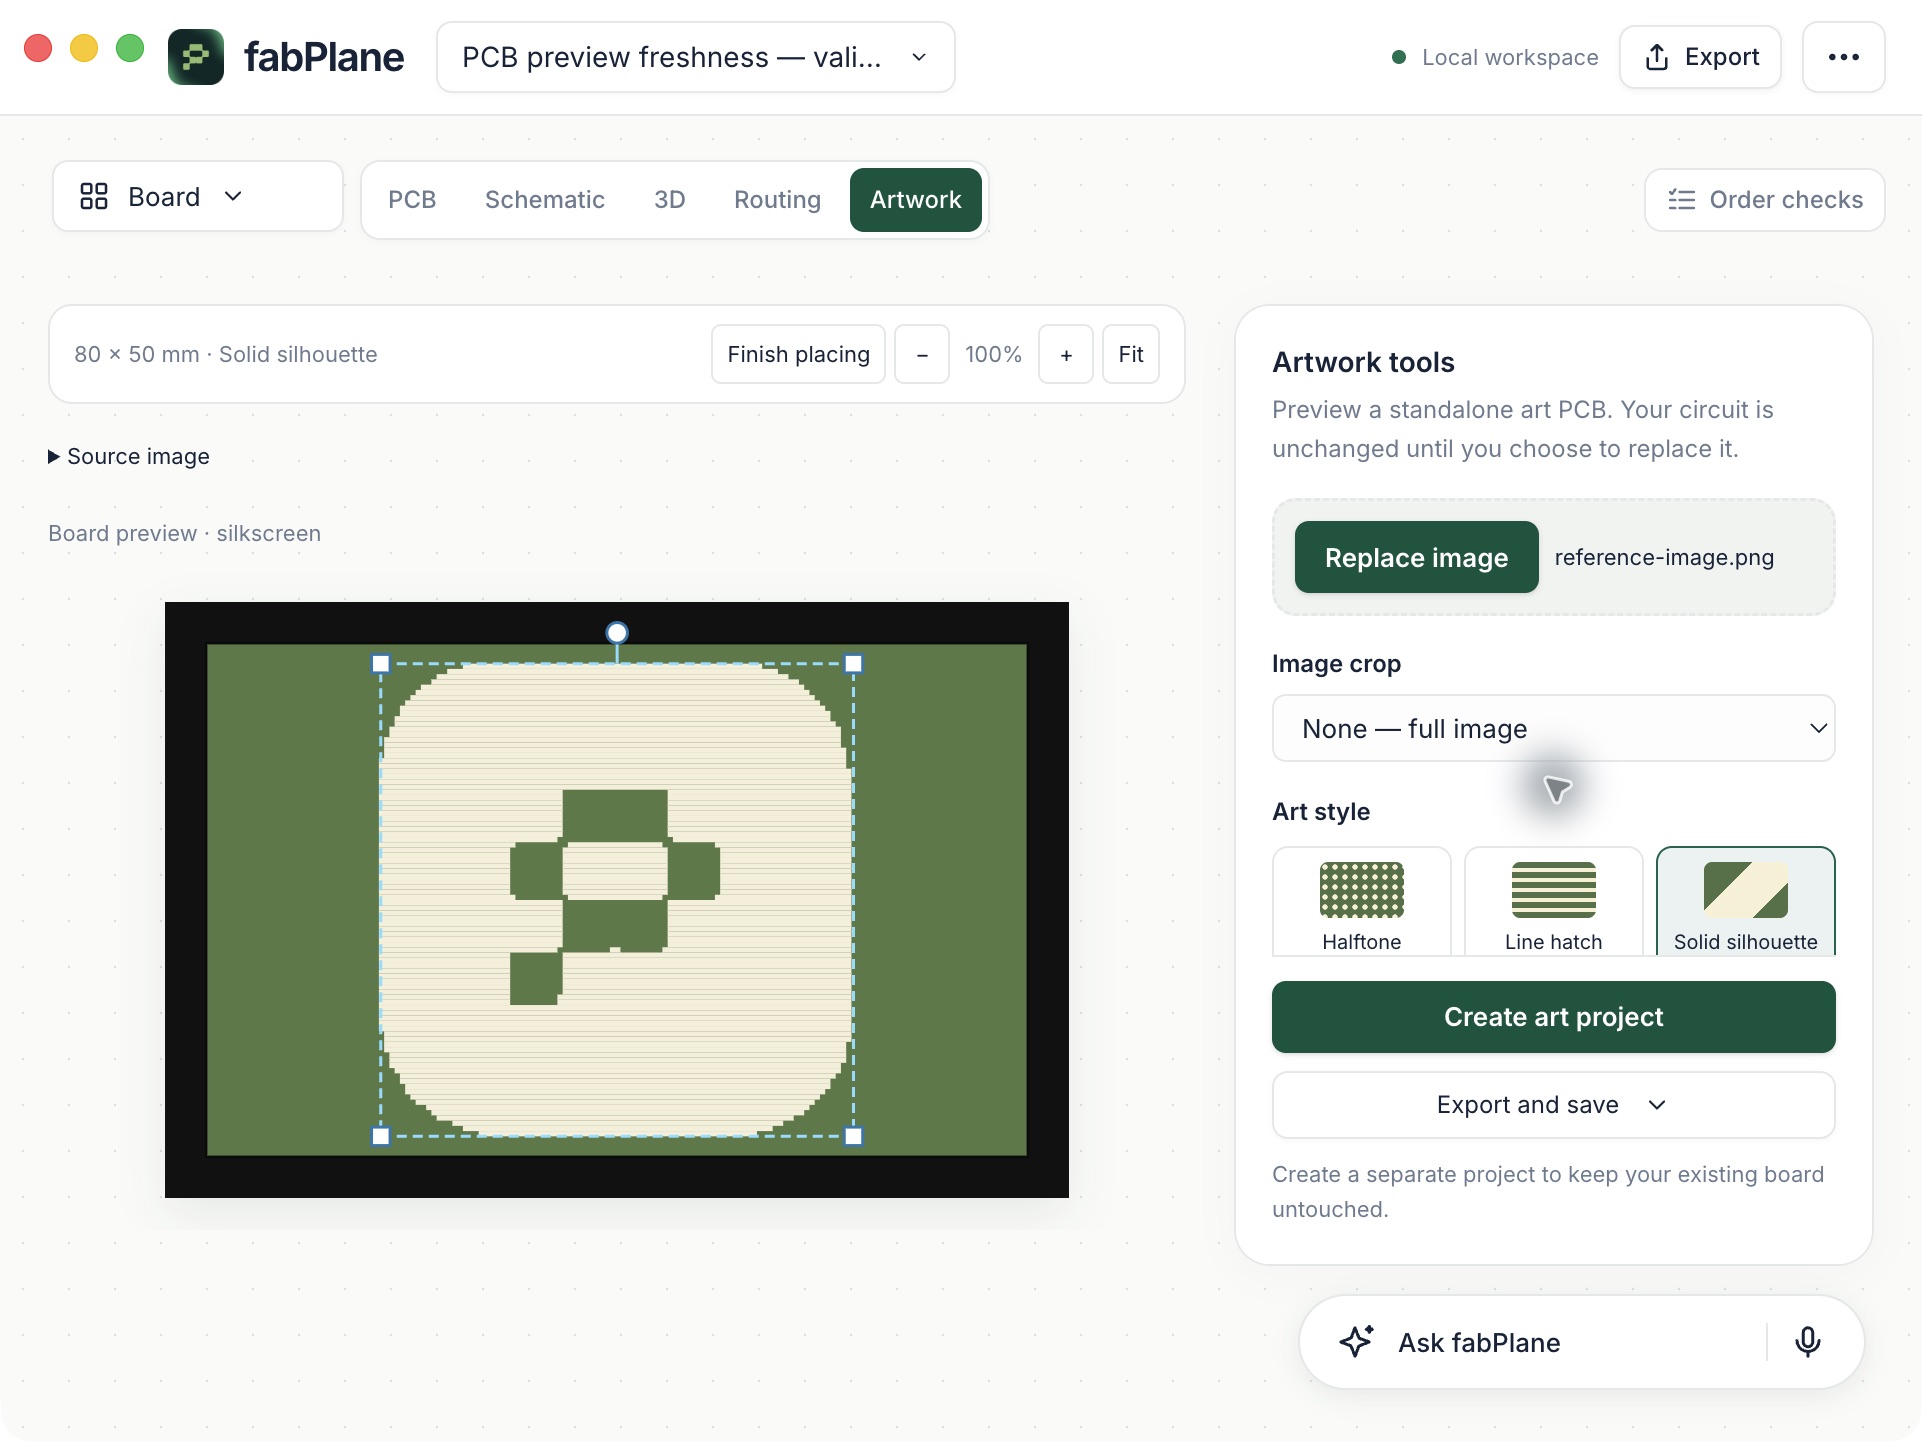 fabPlane
PCB preview freshness — vali...
Local workspace
Export
Board
PCB
Schematic
3D
Routing
Artwork
Order checks
80 × 50 mm · Solid silhouette
Finish placing
−
100%
+
Fit
Source image
Board preview · silkscreen
Artwork tools
Preview a standalone art PCB. Your circuit is
unchanged until you choose to replace it.
Replace image
reference-image.png
Image crop
None — full image
Art style
Halftone
Line hatch
Solid silhouette
Create art project
Export and save
Create a separate project to keep your existing board
untouched.
Ask fabPlane